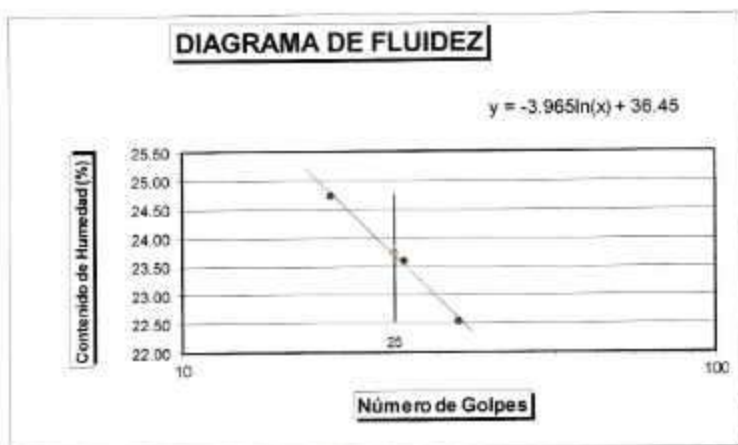 DIAGRAMA DE FLUIDEZ
y = -3.965ln(x) + 36.45
Contenido de Humedad (%)
25.50
25.00
24.50
24.00
23.50
23.00
22.50
22.00
25
10
100
Número de Golpes